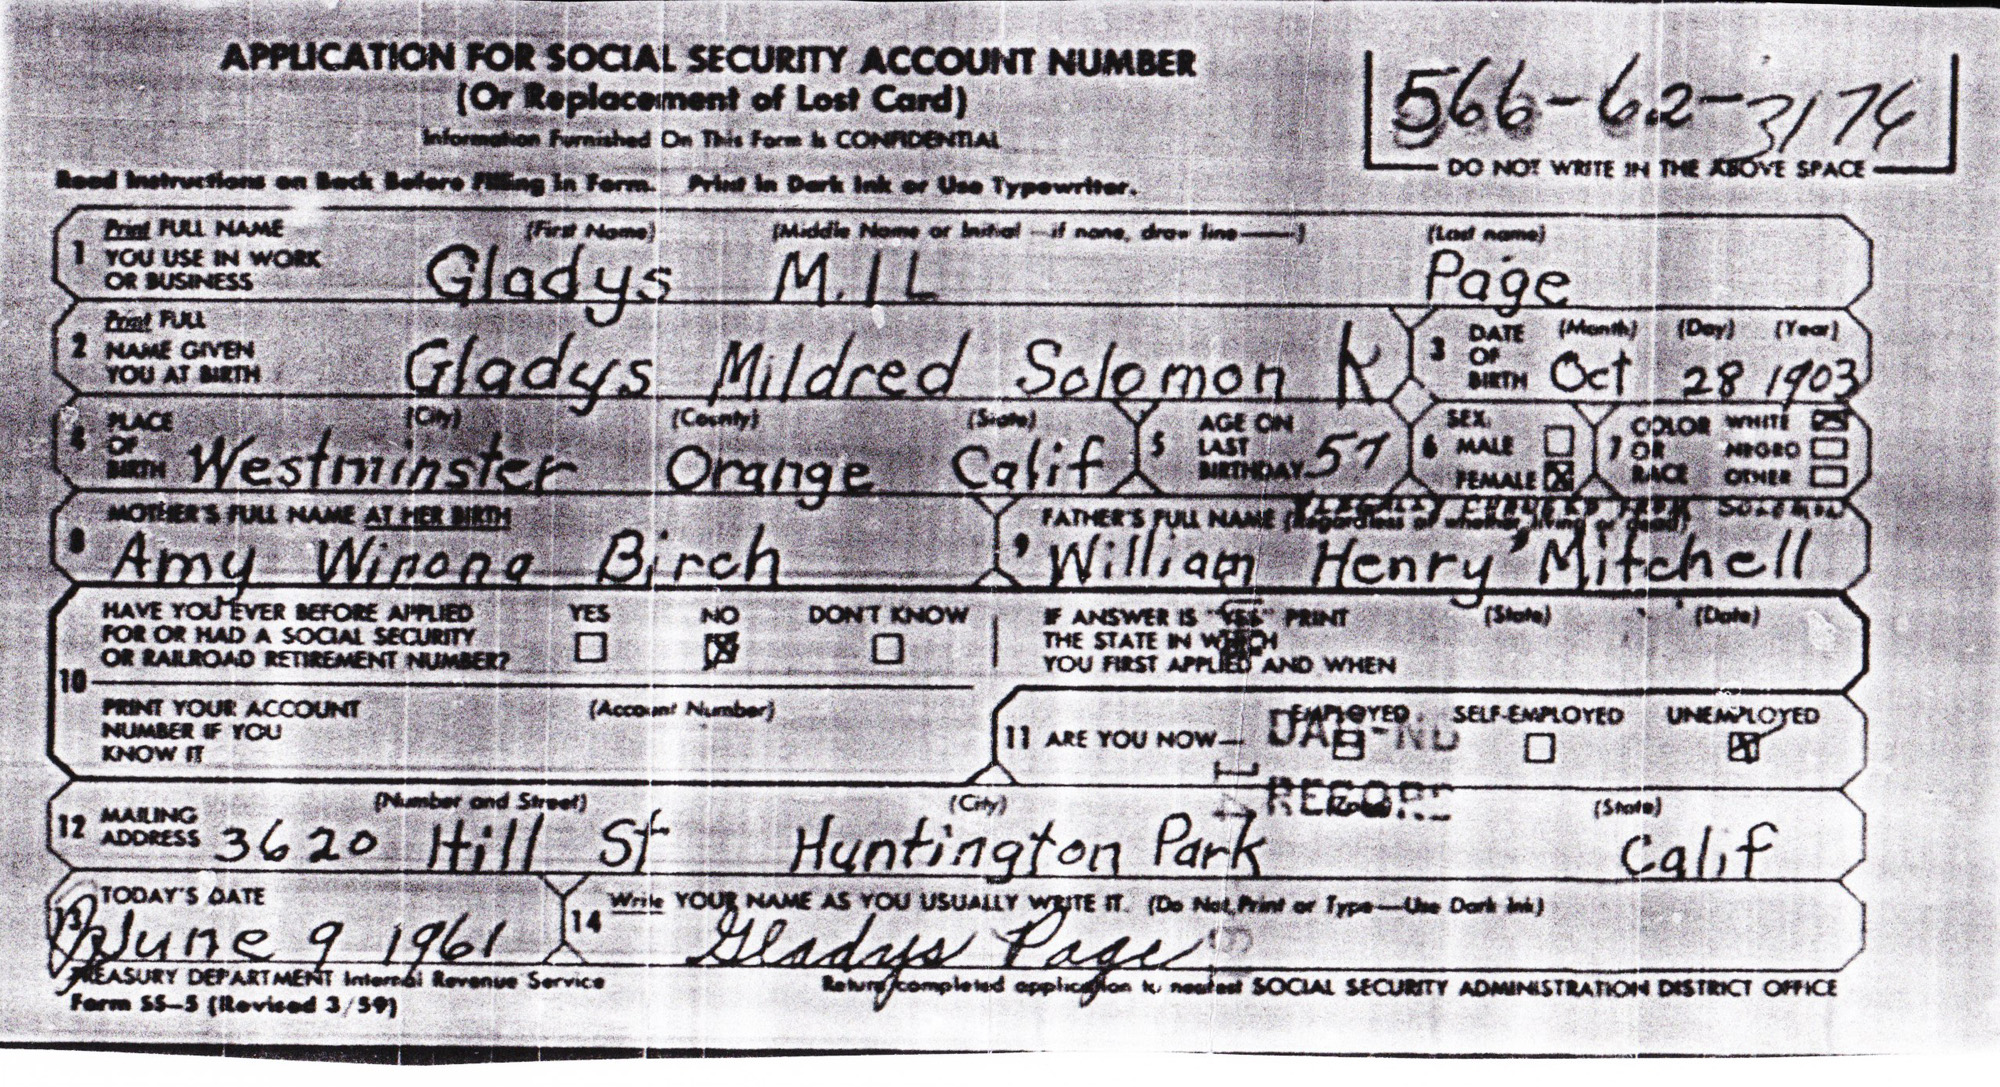 APPLICATION FOR SOCIAL SECURITY ACCOUNT NUMBER
(Or Replacement of Lost Card)
Information Furnished On This Form Is CONFIDENTIAL
566-62-3174
DO NOT WRITE IN THE ABOVE SPACE
Read Instructions on Back Before Filling in Form. Print in Dark Ink or Use Typewriter.
1 Print FULL NAME YOU USE IN WORK OR BUSINESS
(First Name) (Middle Name or Initial—if none, draw line——) (Last name)
Gladys M.IL Page
2 Print FULL NAME GIVEN YOU AT BIRTH
Gladys Mildred Solomon K
3 DATE OF BIRTH (Month) (Day) (Year)
Oct 28 1903
4 PLACE OF BIRTH (City) (County) (State)
Westminster Orange Calif
5 AGE ON LAST BIRTHDAY 57
6 SEX: MALE FEMALE
7 COLOR OR RACE WHITE NEGRO OTHER
8 MOTHER'S FULL NAME AT HER BIRTH
Amy Winona Birch
LEGALLY CHANGED FROM SOLOMON
FATHER'S FULL NAME (Regardless of whether living or dead)
'William Henry' Mitchell
10 HAVE YOU EVER BEFORE APPLIED FOR OR HAD A SOCIAL SECURITY OR RAILROAD RETIREMENT NUMBER?
YES NO DON'T KNOW
IF ANSWER IS "YES" PRINT THE STATE IN WHICH YOU FIRST APPLIED AND WHEN
(State) (Date)
PRINT YOUR ACCOUNT NUMBER IF YOU KNOW IT
(Account Number)
11 ARE YOU NOW— EMPLOYED SELF-EMPLOYED UNEMPLOYED
RECORD
12 MAILING ADDRESS (Number and Street) (City) (Zone) (State)
3620 Hill St Huntington Park Calif
13 TODAY'S DATE
June 9 1961
14 Write YOUR NAME AS YOU USUALLY WRITE IT. (Do Not Print or Type—Use Dark Ink)
Gladys Page
TREASURY DEPARTMENT Internal Revenue Service
Form SS-5 (Revised 3/59)
Return completed application to nearest SOCIAL SECURITY ADMINISTRATION DISTRICT OFFICE